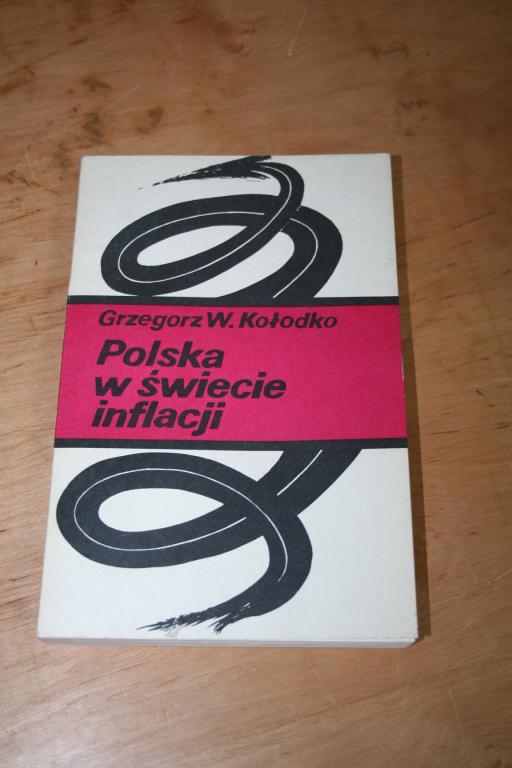 Grzegorz W. Kołodko
Polska
w świecie
inflacji